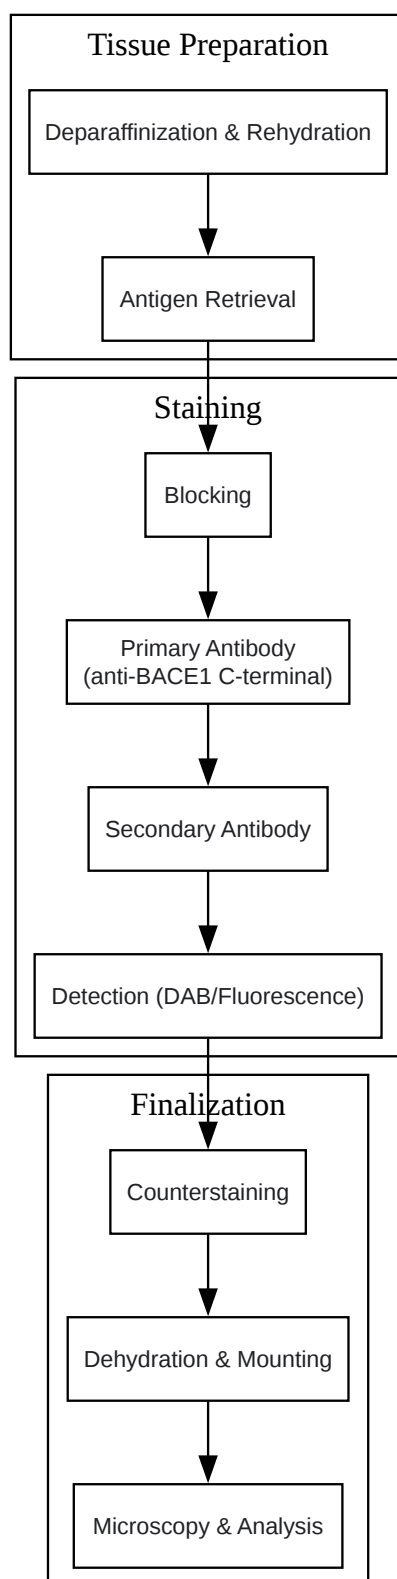 Tissue Preparation
Deparaffinization & Rehydration
Antigen Retrieval
Staining
Blocking
Primary Antibody
(anti-BACE1 C-terminal)
Secondary Antibody
Detection (DAB/Fluorescence)
Finalization
Counterstaining
Dehydration & Mounting
Microscopy & Analysis